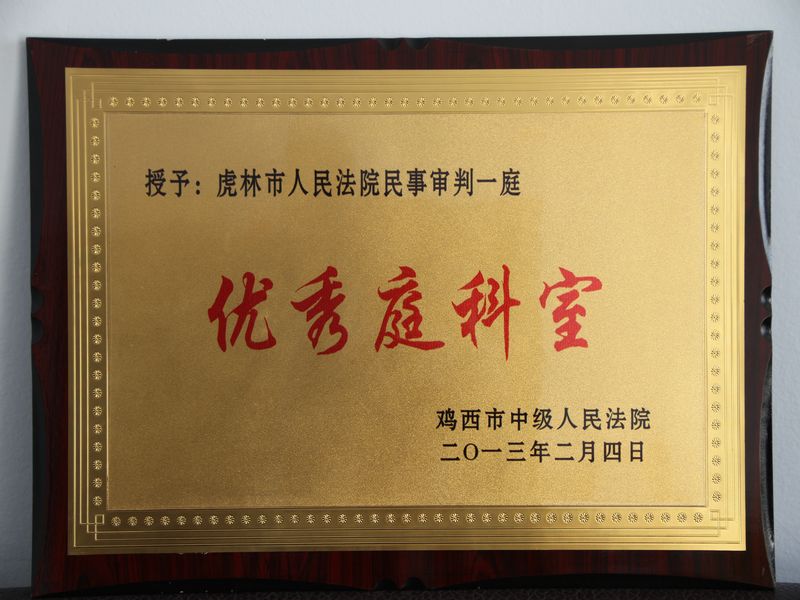 授予：虎林市人民法院民事审判一庭
优秀庭科室
鸡西市中级人民法院
二〇一三年二月四日